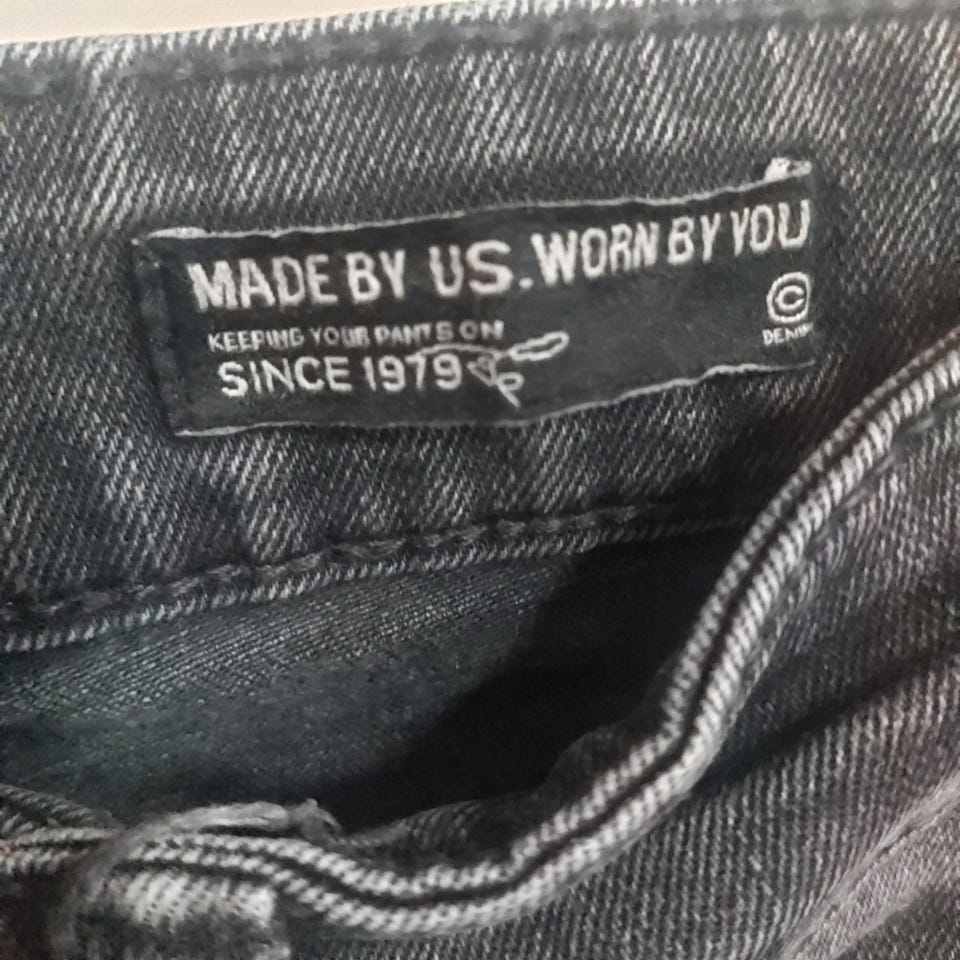 MADE BY US. WORN BY YOU
KEEPING YOUR PANTS ON
SINCE 1979
©
DENIM